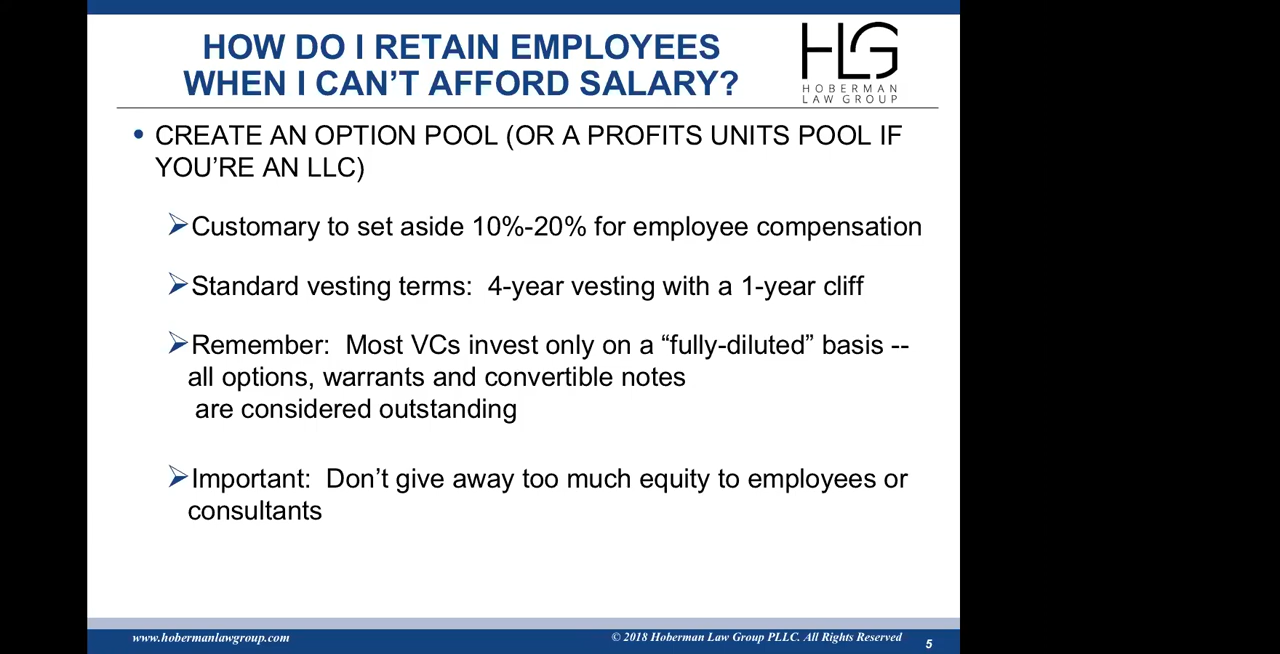 HOW DO I RETAIN EMPLOYEES
WHEN I CAN'T AFFORD SALARY?
HLG
HOBERMAN
LAW GROUP
• CREATE AN OPTION POOL (OR A PROFITS UNITS POOL IF
YOU'RE AN LLC)
➢Customary to set aside 10%-20% for employee compensation
➢Standard vesting terms:  4-year vesting with a 1-year cliff
➢Remember:  Most VCs invest only on a “fully-diluted” basis --
all options, warrants and convertible notes
are considered outstanding
➢Important:  Don't give away too much equity to employees or
consultants
www.hobermanlawgroup.com
© 2018 Hoberman Law Group PLLC. All Rights Reserved
5